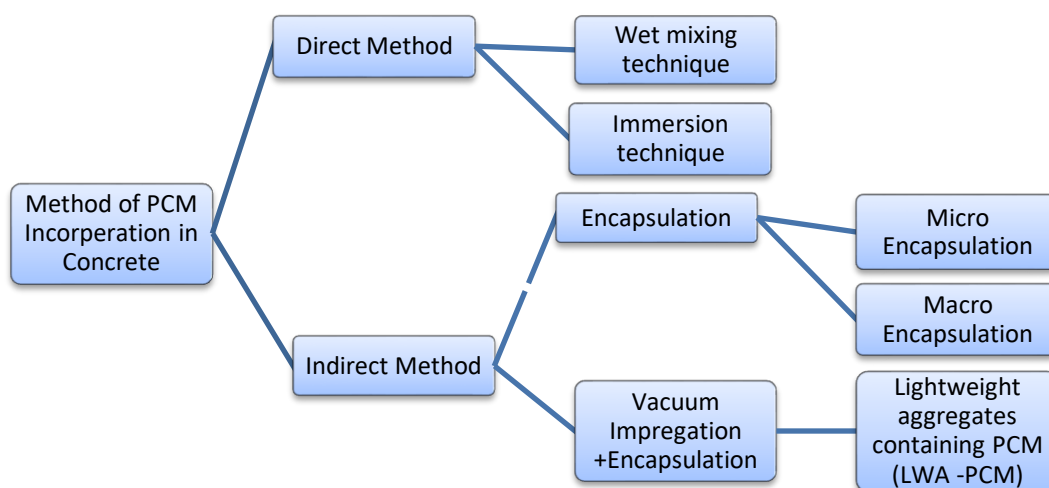 Direct Method
Wet mixing
technique
Immersion
technique
Method of PCM
Incorperation in
Concrete
Encapsulation
Micro
Encapsulation
Macro
Encapsulation
Indirect Method
Vacuum
Impregation
+Encapsulation
Lightweight
aggregates
containing PCM
(LWA -PCM)